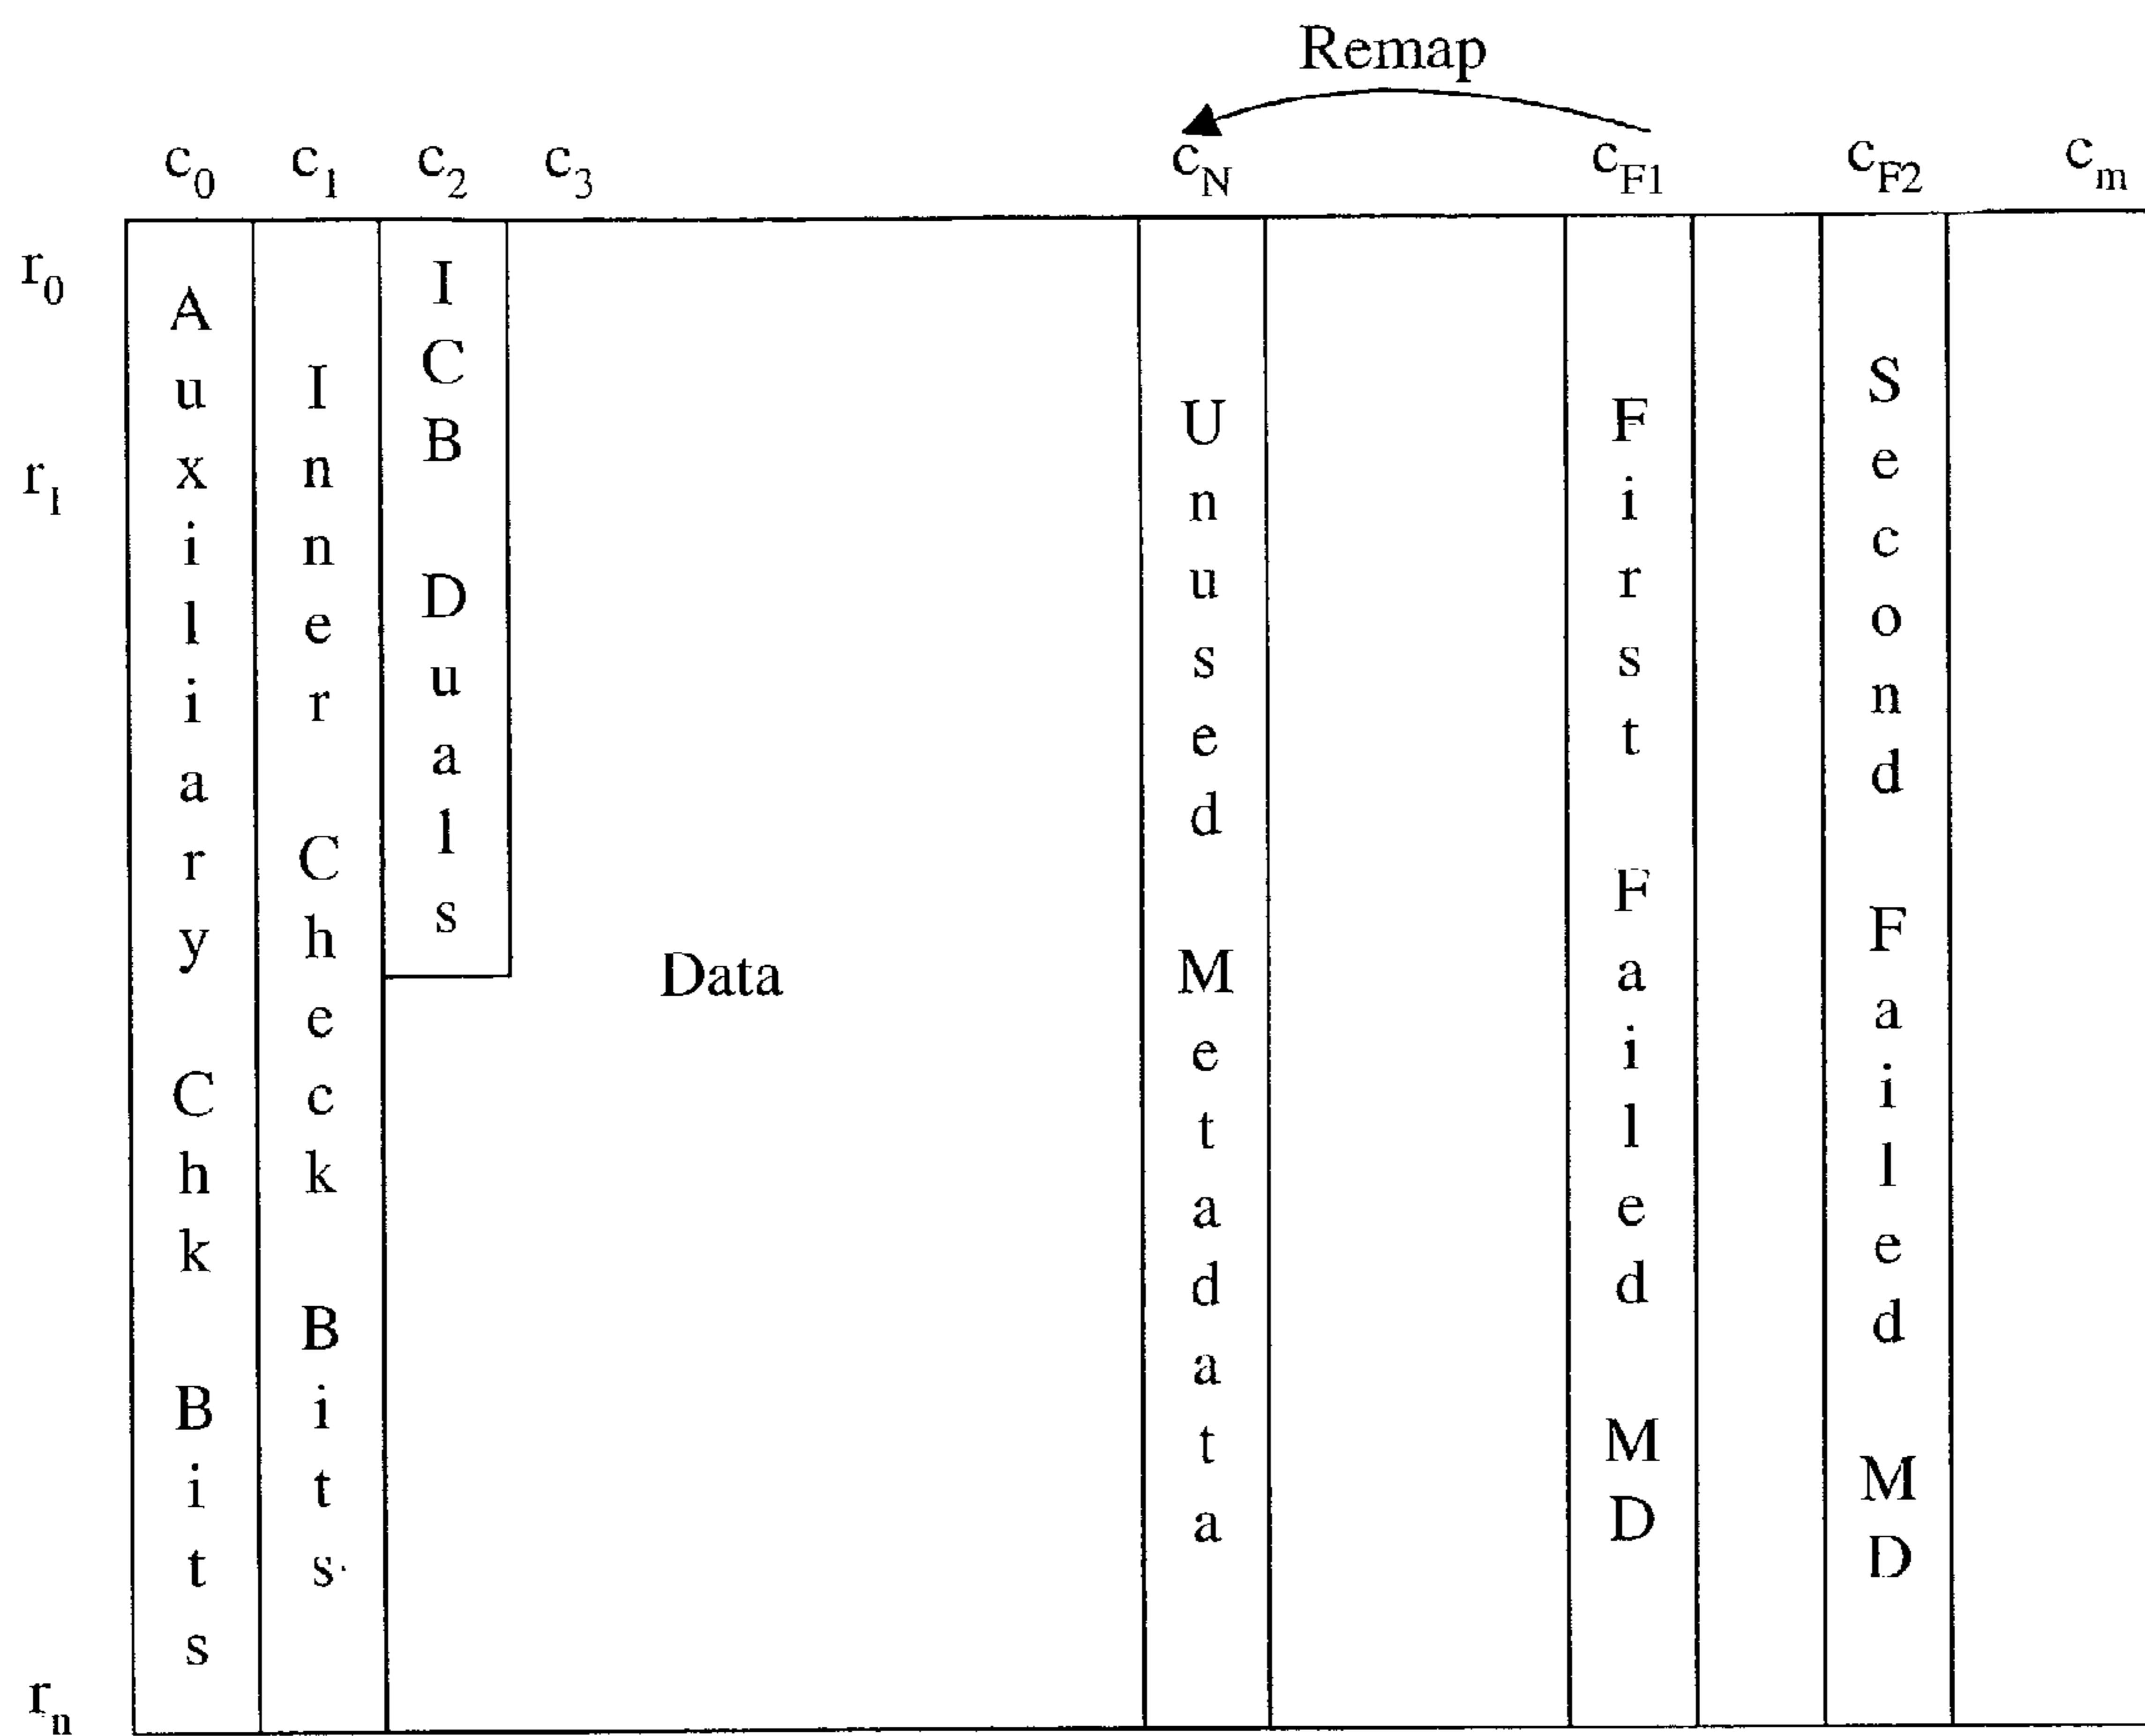 Remap
c0 c1 c2 c3 cN cF1 cF2 cm
r0
r1
rn
Auxiliary Chk Bits
Inner Check Bits
ICB Duals
Data
Unused Metadata
First Failed MD
Second Failed MD